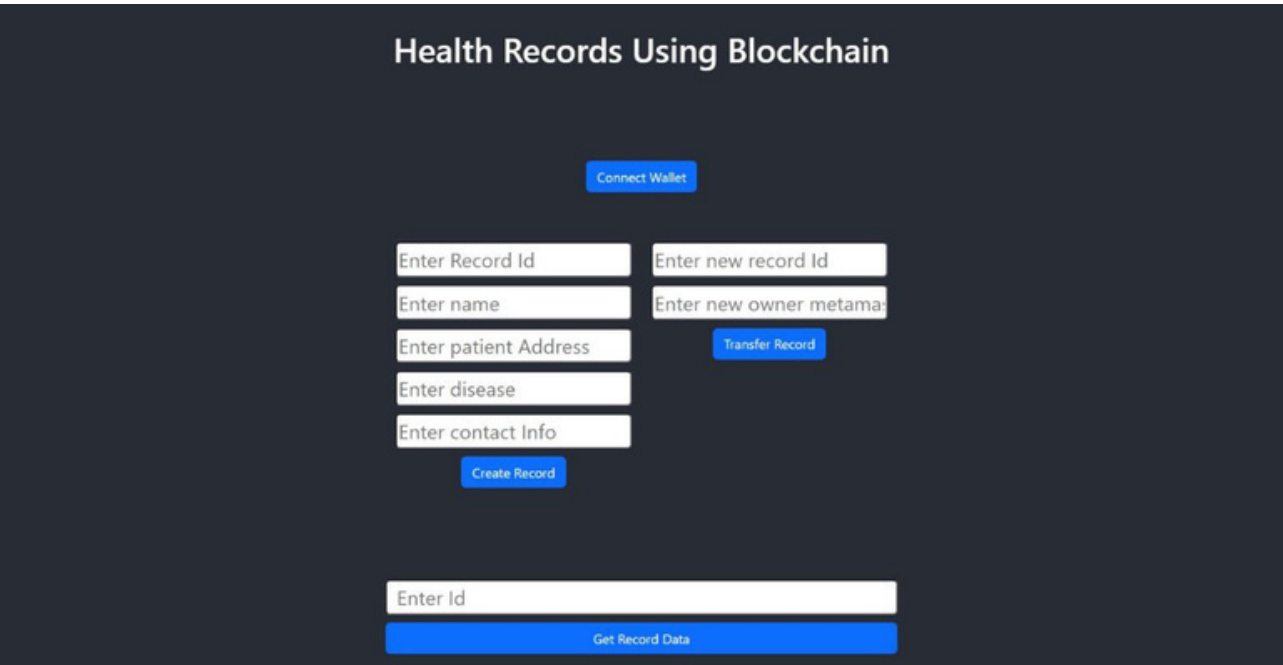 Health Records Using Blockchain
Connect Wallet
Enter Record Id
Enter name
Enter patient Address
Enter disease
Enter contact Info
Create Record
Enter new record Id
Enter new owner
Transfer Record
Enter Id
Get Record Data